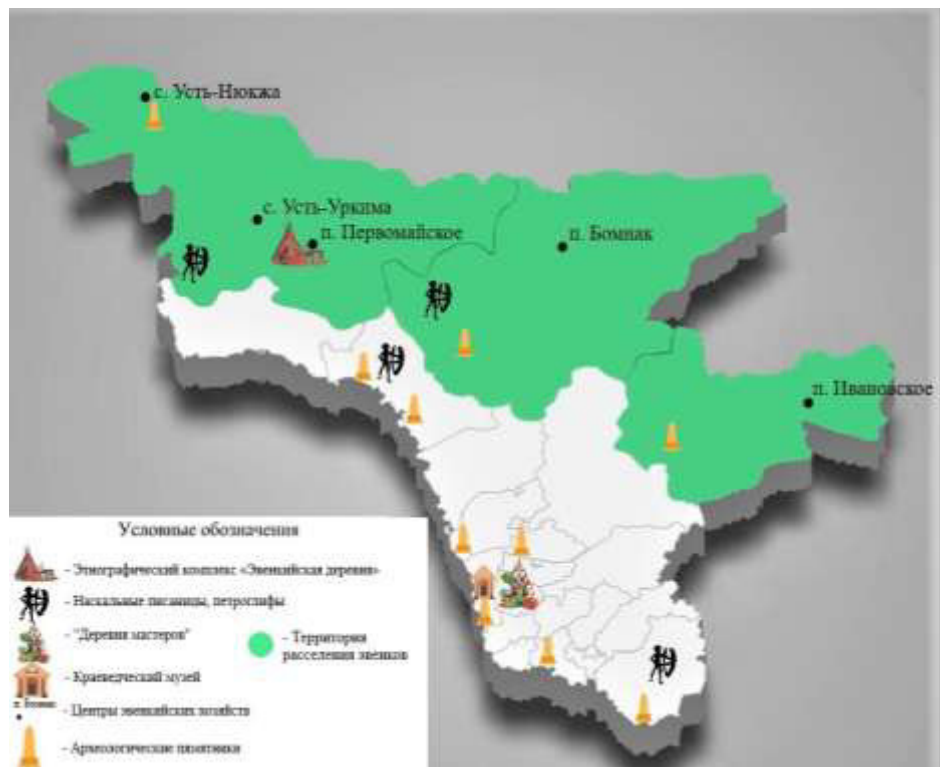 с. Усть-Нюкжа
с. Усть-Уркима
п. Первомайское
п. Бомнак
п. Ивановское
Условные обозначения
- Этнографический комплекс «Эвенкийская деревня»
- Наскальные писаницы, петроглифы
- "Деревня мастеров"
- Территория
расселения эвенков
- Краеведческий музей
п. Бомнак
- Центры эвенкийских хозяйств
- Археологические памятники